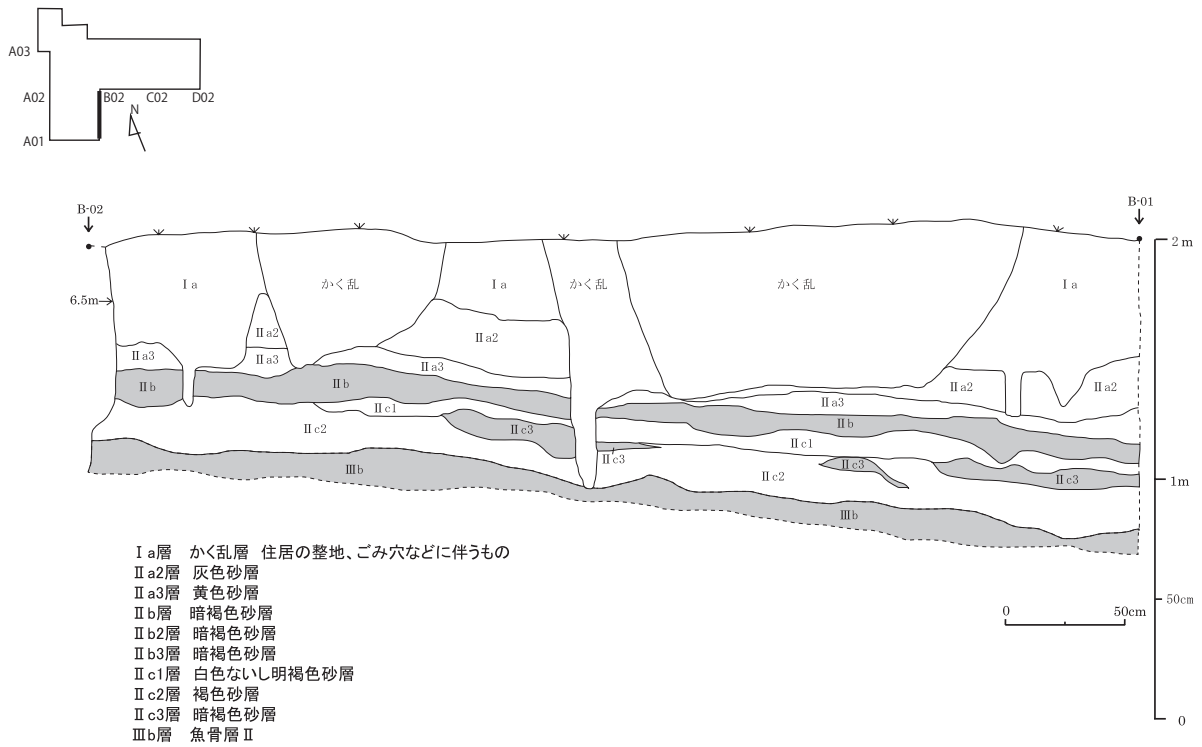 A03
A02
B02
C02
D02
N
A01
B-02
B-01
2 m
Ⅰa
かく乱
Ⅰa
かく乱
かく乱
Ⅰa
6.5m
Ⅱa2
Ⅱa2
Ⅱa3
Ⅱa3
Ⅱa3
Ⅱa2
Ⅱa2
Ⅱb
Ⅱb
Ⅱa3
Ⅱc1
Ⅱb
Ⅱc2
Ⅱc3
Ⅱc1
Ⅱc3
Ⅱc3
Ⅲb
Ⅱc2
Ⅱc3
1m
Ⅲb
Ⅰa層 かく乱層 住居の整地、ごみ穴などに伴うもの
Ⅱa2層 灰色砂層
Ⅱa3層 黄色砂層
Ⅱb層 暗褐色砂層
Ⅱb2層 暗褐色砂層
Ⅱb3層 暗褐色砂層
Ⅱc1層 白色ないし明褐色砂層
Ⅱc2層 褐色砂層
Ⅱc3層 暗褐色砂層
Ⅲb層 魚骨層Ⅱ
0 50cm
50cm
0